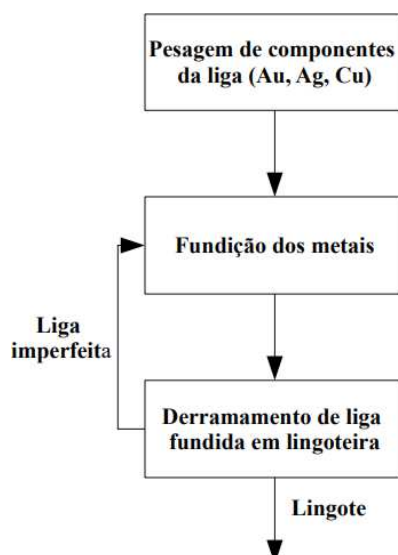 Pesagem de componentes
da liga (Au, Ag, Cu)
Fundição dos metais
Liga
imperfeita
Derramamento de liga
fundida em lingoteira
Lingote